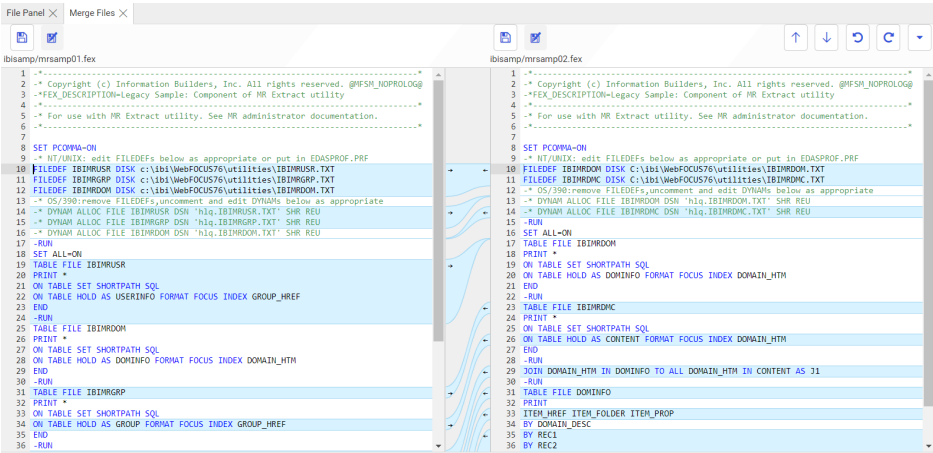 File Panel
Merge Files
ibisamp/mrsamp01.fex
1 -*-------------------------------------------------------------------------------*
2 -* Copyright (c) Information Builders, Inc. All rights reserved. @MFSM_NOPROLOG@
3 -*FEX_DESCRIPTION=Legacy Sample: Component of MR Extract utility
4 -*-------------------------------------------------------------------------------*
5 -* For use with MR Extract utility. See MR administrator documentation.
6 -*-------------------------------------------------------------------------------*
7
8 SET PCOMMA=ON
9 -* NT/UNIX: edit FILEDEFs below as appropriate or put in EDASPROF.PRF
10 FILEDEF IBIMRUSR DISK c:\ibi\WebFOCUS76\utilities\IBIMRUSR.TXT
11 FILEDEF IBIMRGRP DISK c:\ibi\WebFOCUS76\utilities\IBIMRGRP.TXT
12 FILEDEF IBIMRDOM DISK c:\ibi\WebFOCUS76\utilities\IBIMRDOM.TXT
13 -* OS/390:remove FILEDEFs,uncomment and edit DYNAMs below as appropriate
14 -* DYNAM ALLOC FILE IBIMRUSR DSN 'hlq.IBIMRUSR.TXT' SHR REU
15 -* DYNAM ALLOC FILE IBIMRGRP DSN 'hlq.IBIMRGRP.TXT' SHR REU
16 -* DYNAM ALLOC FILE IBIMRDOM DSN 'hlq.IBIMRDOM.TXT' SHR REU
17 -RUN
18 SET ALL=ON
19 TABLE FILE IBIMRUSR
20 PRINT *
21 ON TABLE SET SHORTPATH SQL
22 ON TABLE HOLD AS USERINFO FORMAT FOCUS INDEX GROUP_HREF
23 END
24 -RUN
25 TABLE FILE IBIMRDOM
26 PRINT *
27 ON TABLE SET SHORTPATH SQL
28 ON TABLE HOLD AS DOMINFO FORMAT FOCUS INDEX DOMAIN_HTM
29 END
30 -RUN
31 TABLE FILE IBIMRGRP
32 PRINT *
33 ON TABLE SET SHORTPATH SQL
34 ON TABLE HOLD AS GROUP FORMAT FOCUS INDEX GROUP_HREF
35 END
36 -RUN
ibisamp/mrsamp02.fex
1 -*-------------------------------------------------------------------------------*
2 -* Copyright (c) Information Builders, Inc. All rights reserved. @MFSM_NOPROLOG@
3 -*FEX_DESCRIPTION=Legacy Sample: Component of MR Extract utility
4 -*-------------------------------------------------------------------------------*
5 -* For use with MR Extract utility. See MR administrator documentation.
6 -*-------------------------------------------------------------------------------*
7
8 SET PCOMMA=ON
9 -* NT/UNIX: edit FILEDEFs below as appropriate or put in EDASPROF.PRF
10 FILEDEF IBIMRDOM DISK C:\ibi\WebFOCUS76\utilities\IBIMRDOM.TXT
11 FILEDEF IBIMRDMC DISK C:\ibi\WebFOCUS76\utilities\IBIMRDMC.TXT
12 -* OS/390:remove FILEDEFs,uncomment and edit DYNAMs below as appropriate
13 -* DYNAM ALLOC FILE IBIMRDOM DSN 'hlq.IBIMRDOM.TXT' SHR REU
14 -* DYNAM ALLOC FILE IBIMRDMC DSN 'hlq.IBIMRDMC.TXT' SHR REU
15 -RUN
16 SET ALL=ON
17 TABLE FILE IBIMRDOM
18 PRINT *
19 ON TABLE SET SHORTPATH SQL
20 ON TABLE HOLD AS DOMINFO FORMAT FOCUS INDEX DOMAIN_HTM
21 END
22 -RUN
23 TABLE FILE IBIMRDMC
24 PRINT *
25 ON TABLE SET SHORTPATH SQL
26 ON TABLE HOLD AS CONTENT FORMAT FOCUS INDEX DOMAIN_HTM
27 END
28 -RUN
29 JOIN DOMAIN_HTM IN DOMINFO TO ALL DOMAIN_HTM IN CONTENT AS J1
30 -RUN
31 TABLE FILE DOMINFO
32 PRINT
33 ITEM_HREF ITEM_FOLDER ITEM_PROP
34 BY DOMAIN_DESC
35 BY REC1
36 BY REC2